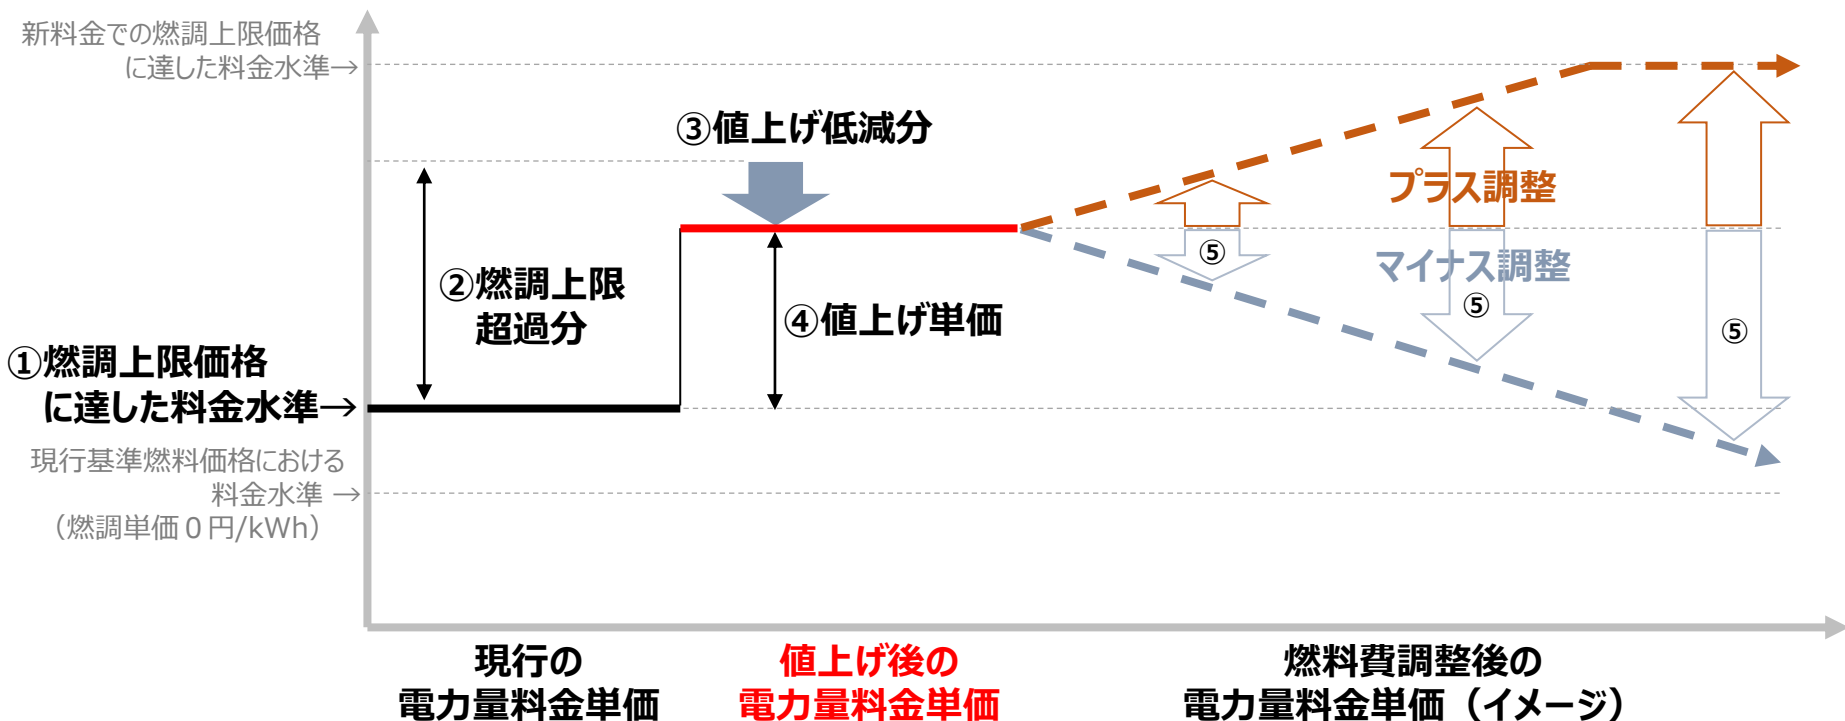 新料金での燃調上限価格
に達した料金水準→
③値上げ低減分
プラス調整
マイナス調整
⑤
⑤
⑤
②燃調上限
超過分
④値上げ単価
①燃調上限価格
に達した料金水準→
現行基準燃料価格における
料金水準 →
（燃調単価０円/kWh）
現行の
電力量料金単価
値上げ後の
電力量料金単価
燃料費調整後の
電力量料金単価（イメージ）